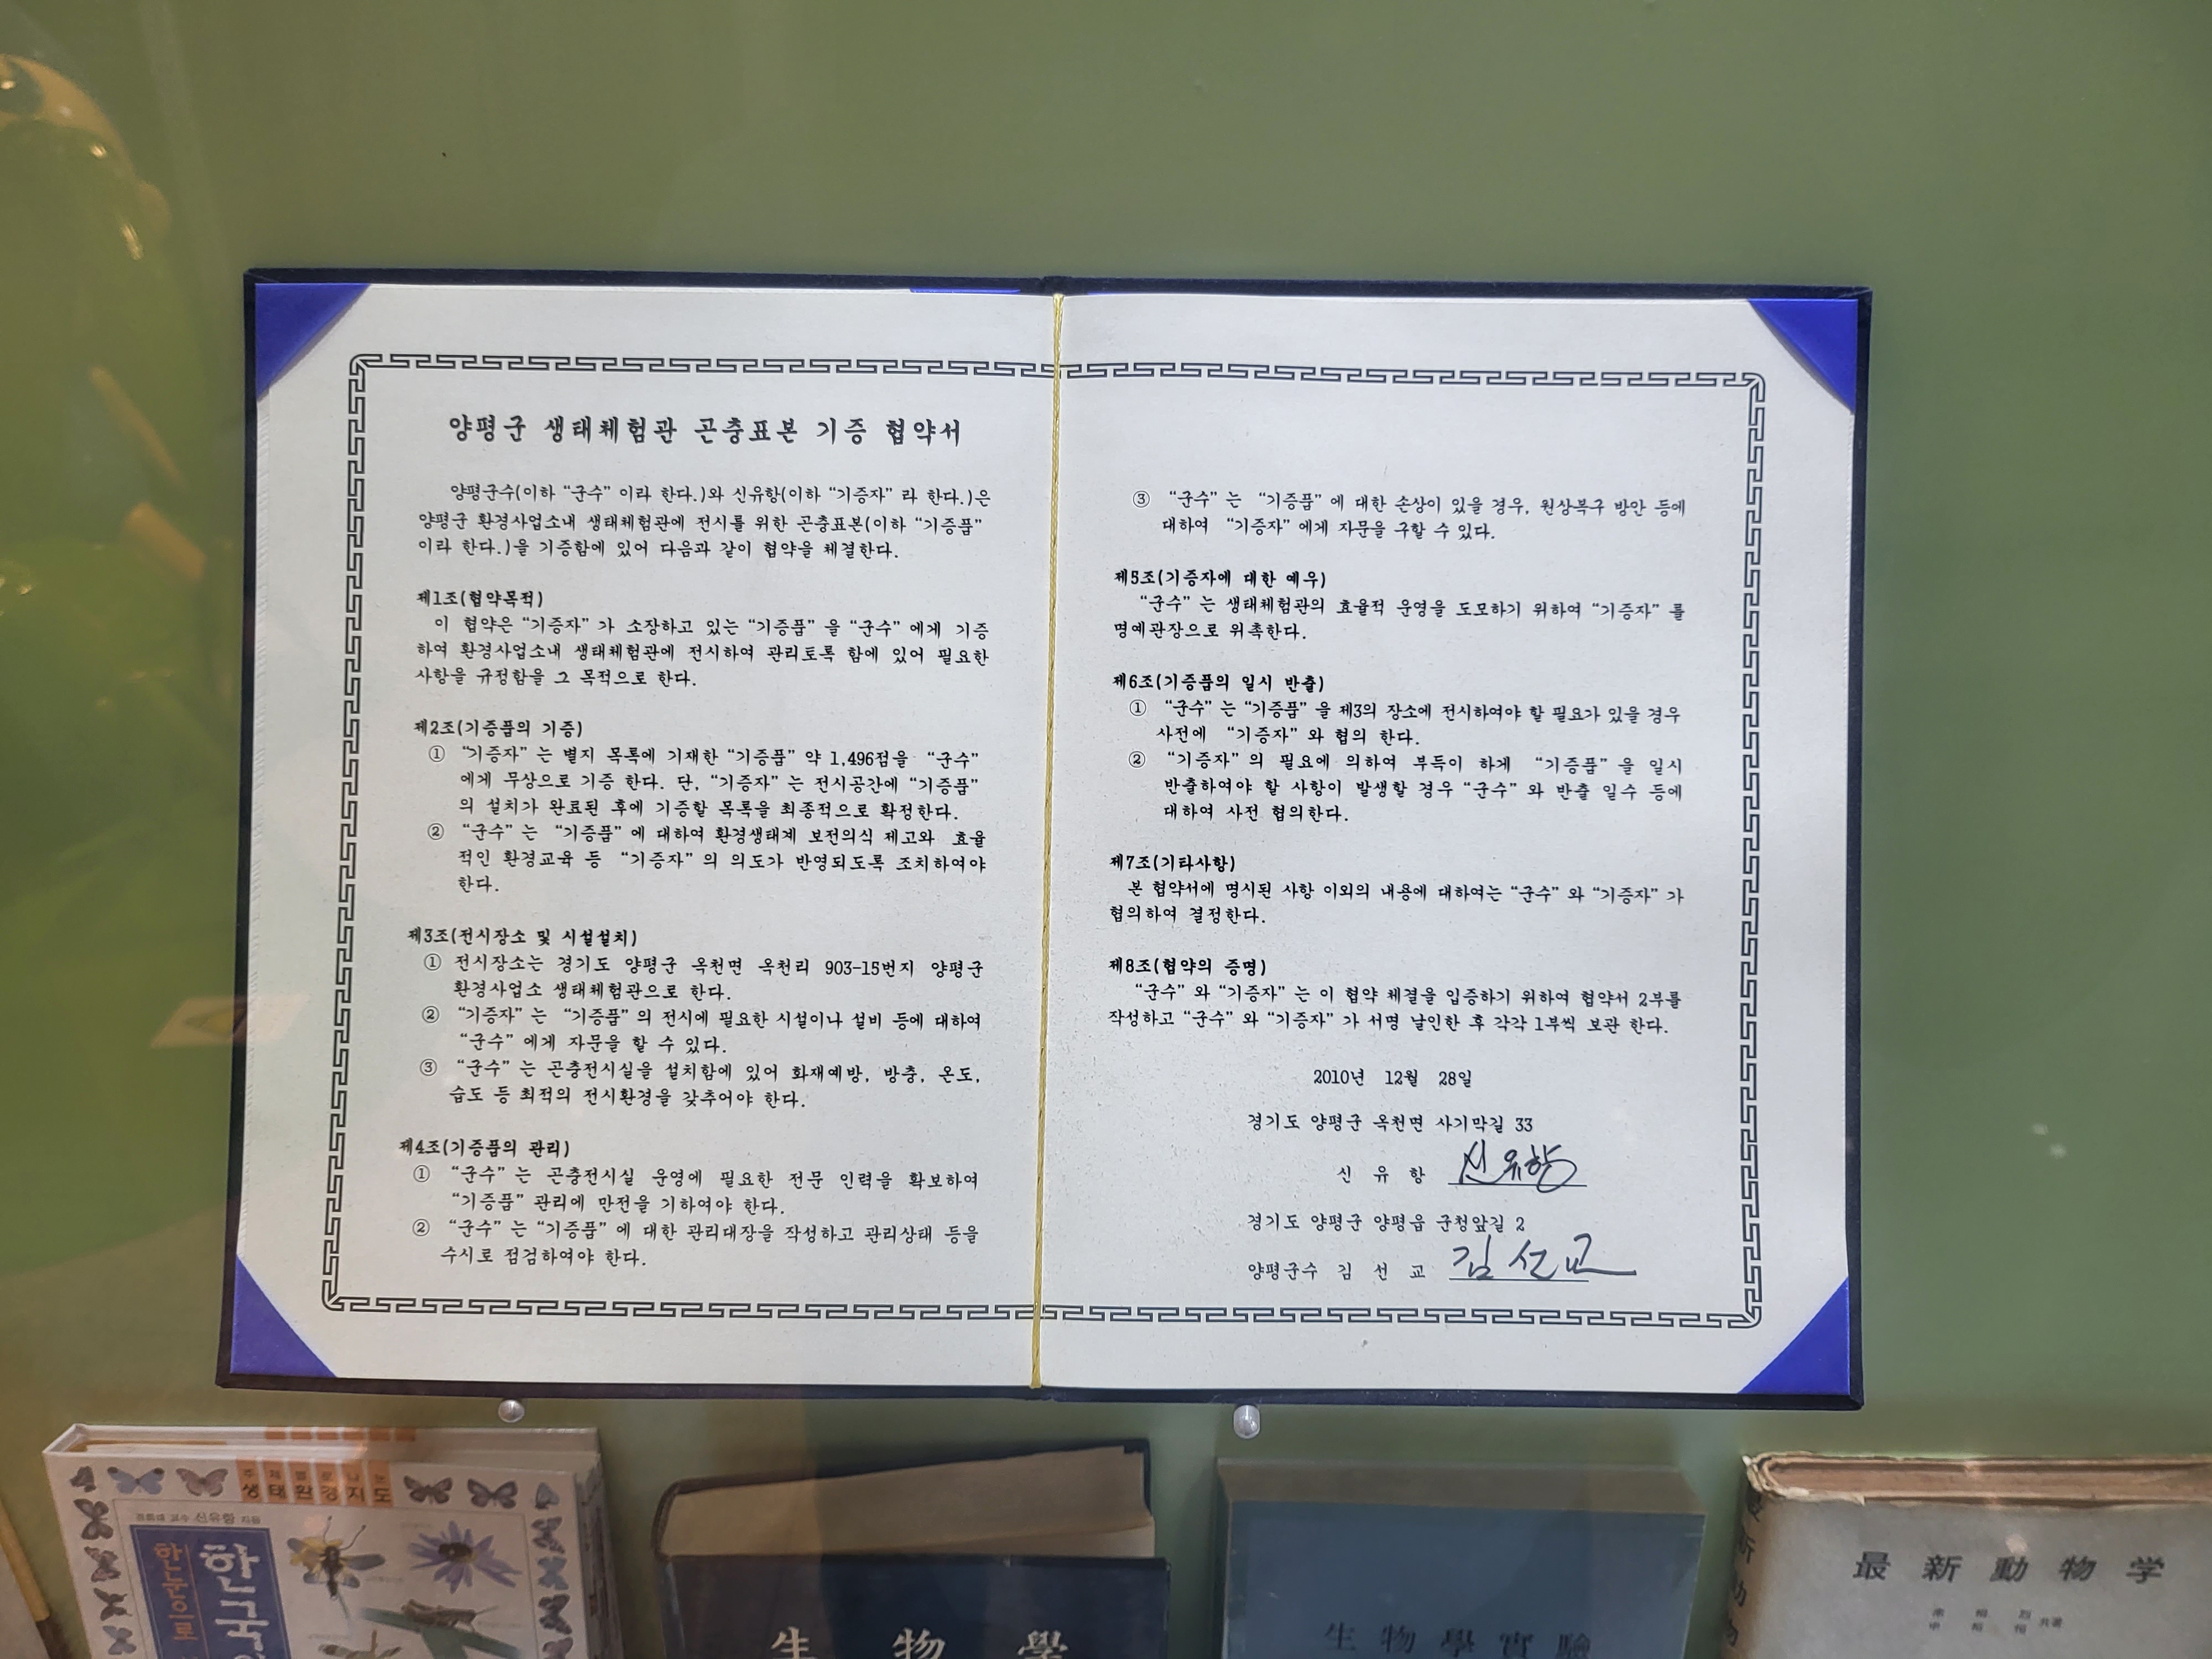 양평군 생태체험관 곤충표본 기증 협약서
양평군수(이하 “군수” 이라 한다.)와 신유항(이하 “기증자” 라 한다.)은
양평군 환경사업소내 생태체험관에 전시를 위한 곤충표본(이하 “기증품”
이라 한다.)을 기증함에 있어 다음과 같이 협약을 체결한다.
제1조(협약목적)
이 협약은 “기증자” 가 소장하고 있는 “기증품” 을 “군수” 에게 기증
하여 환경사업소내 생태체험관에 전시하여 관리토록 함에 있어 필요한
사항을 규정함을 그 목적으로 한다.
제2조(기증품의 기증)
① “기증자” 는 별지 목록에 기재한 “기증품” 약 1,496점을 “군수”
에게 무상으로 기증 한다. 단, “기증자” 는 전시공간에 “기증품”
의 설치가 완료된 후에 기증할 목록을 최종적으로 확정한다.
② “군수” 는 “기증품” 에 대하여 환경생태계 보전의식 제고와 효율
적인 환경교육 등 “기증자” 의 의도가 반영되도록 조치하여야
한다.
제3조(전시장소 및 시설설치)
① 전시장소는 경기도 양평군 옥천면 옥천리 903-15번지 양평군
환경사업소 생태체험관으로 한다.
② “기증자” 는 “기증품” 의 전시에 필요한 시설이나 설비 등에 대하여
“군수” 에게 자문을 할 수 있다.
③ “군수” 는 곤충전시실을 설치함에 있어 화재예방, 방충, 온도,
습도 등 최적의 전시환경을 갖추어야 한다.
제4조(기증품의 관리)
① “군수” 는 곤충전시실 운영에 필요한 전문 인력을 확보하여
“기증품” 관리에 만전을 기하여야 한다.
② “군수” 는 “기증품” 에 대한 관리대장을 작성하고 관리상태 등을
수시로 점검하여야 한다.
③ “군수” 는 “기증품” 에 대한 손상이 있을 경우, 원상복구 방안 등에
대하여 “기증자” 에게 자문을 구할 수 있다.
제5조(기증자에 대한 예우)
“군수” 는 생태체험관의 효율적 운영을 도모하기 위하여 “기증자” 를
명예관장으로 위촉한다.
제6조(기증품의 일시 반출)
① “군수” 는 “기증품” 을 제3의 장소에 전시하여야 할 필요가 있을 경우
사전에 “기증자” 와 협의 한다.
② “기증자” 의 필요에 의하여 부득이 하게 “기증품” 을 일시
반출하여야 할 사항이 발생할 경우 “군수” 와 반출 일수 등에
대하여 사전 협의한다.
제7조(기타사항)
본 협약서에 명시된 사항 이외의 내용에 대하여는 “군수” 와 “기증자” 가
협의하여 결정한다.
제8조(협약의 증명)
“군수” 와 “기증자” 는 이 협약 체결을 입증하기 위하여 협약서 2부를
작성하고 “군수” 와 “기증자” 가 서명 날인한 후 각각 1부씩 보관 한다.
2010년 12월 28일
경기도 양평군 옥천면 사기막길 33
신 유 항 신유항
경기도 양평군 양평읍 군청앞길 2
양평군수 김 선 교 김선교
생태환경지도
경희대 교수 신유항 지음
한눈으로
한국의
生物學
生物學實驗
最新動物学